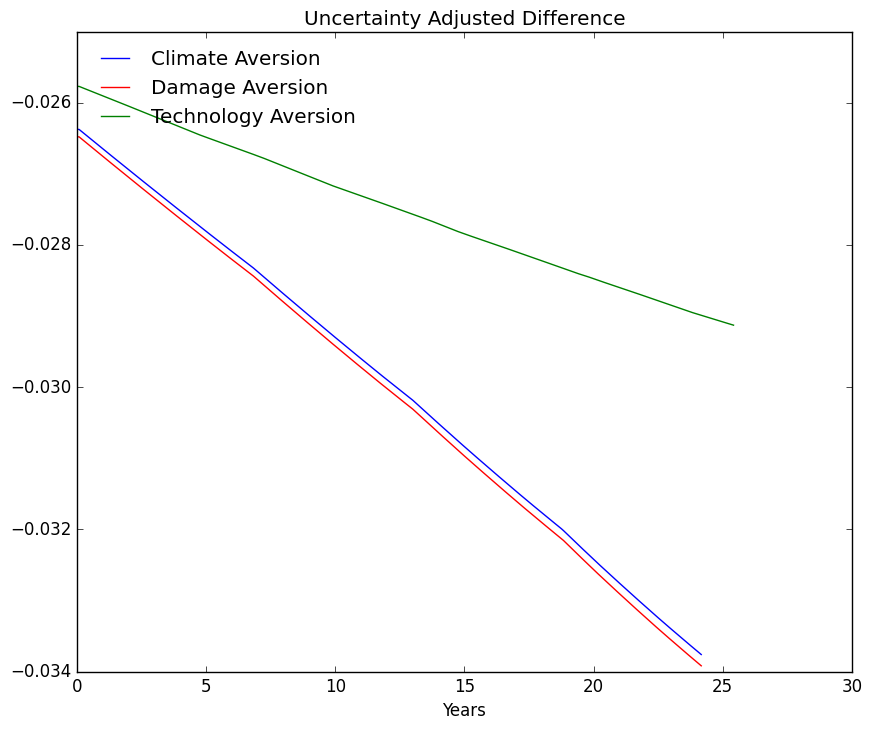 Uncertainty Adjusted Difference
Climate Aversion
Damage Aversion
Technology Aversion
−0.026
−0.028
−0.030
−0.032
−0.034
0 5 10 15 20 25 30
Years